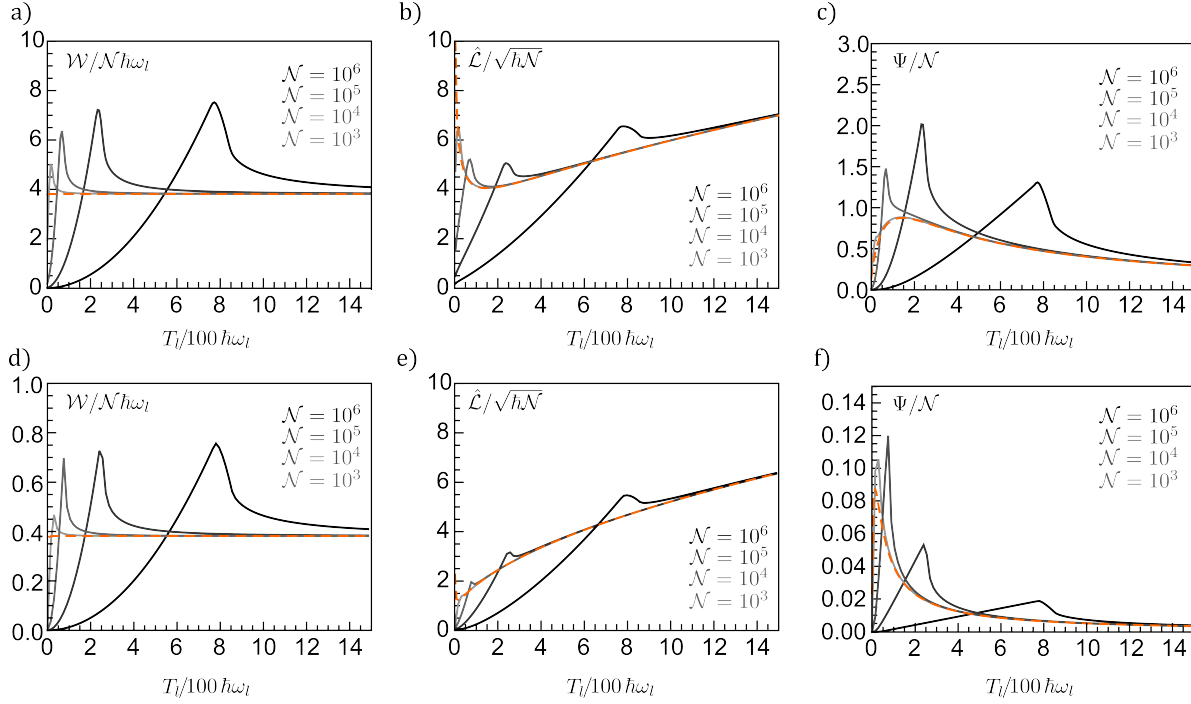 a)
𝒲/𝒩ℏω_l
𝒩 = 10^6
𝒩 = 10^5
𝒩 = 10^4
𝒩 = 10^3
10
8
6
4
2
0
0 2 4 6 8 10 12 14
T_l/100 ℏω_l
b)
ℒ̂/√ℏ𝒩
𝒩 = 10^6
𝒩 = 10^5
𝒩 = 10^4
𝒩 = 10^3
10
8
6
4
2
0
0 2 4 6 8 10 12 14
T_l/100 ℏω_l
c)
Ψ/𝒩
𝒩 = 10^6
𝒩 = 10^5
𝒩 = 10^4
𝒩 = 10^3
3.0
2.5
2.0
1.5
1.0
0.5
0.0
0 2 4 6 8 10 12 14
T_l/100 ℏω_l
d)
𝒲/𝒩ℏω_l
𝒩 = 10^6
𝒩 = 10^5
𝒩 = 10^4
𝒩 = 10^3
1.0
0.8
0.6
0.4
0.2
0.0
0 2 4 6 8 10 12 14
T_l/100 ℏω_l
e)
ℒ̂/√ℏ𝒩
𝒩 = 10^6
𝒩 = 10^5
𝒩 = 10^4
𝒩 = 10^3
10
8
6
4
2
0
0 2 4 6 8 10 12 14
T_l/100 ℏω_l
f)
Ψ/𝒩
𝒩 = 10^6
𝒩 = 10^5
𝒩 = 10^4
𝒩 = 10^3
0.14
0.12
0.10
0.08
0.06
0.04
0.02
0.00
0 2 4 6 8 10 12 14
T_l/100 ℏω_l